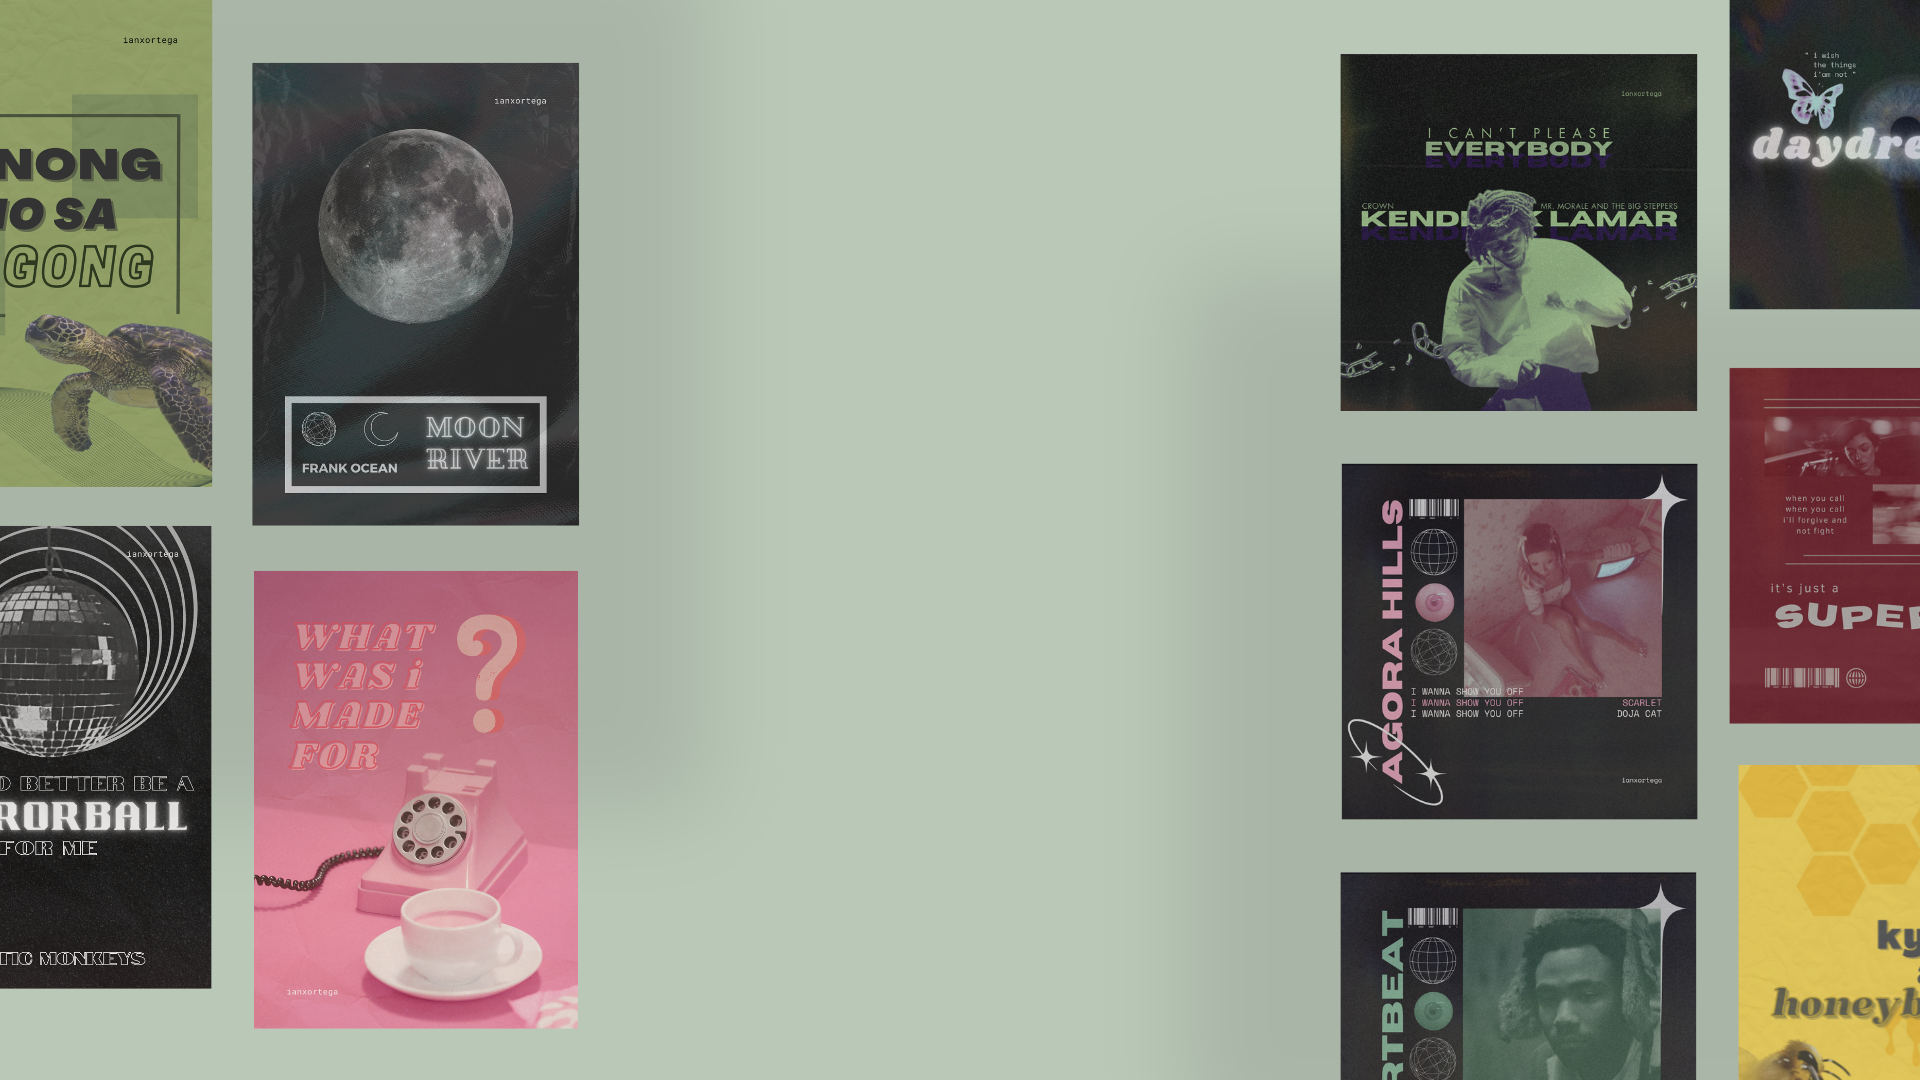 ianxortega
NONG
IO SA
GONG
ianxortega
O BETTER BE A
RORBALL
FOR ME
TIC MONKEYS
ianxortega
FRANK OCEAN
MOON
RIVER
WHAT
WAS i
MADE
FOR
?
ianxortega
ianxortega
I CAN'T PLEASE
EVERYBODY
EVERYBODY
CROWN
MR. MORALE AND THE BIG STEPPERS
KENDRICK LAMAR
KENDRICK LAMAR
AGORA HILLS
I WANNA SHOW YOU OFF
I WANNA SHOW YOU OFF
I WANNA SHOW YOU OFF
SCARLET
DOJA CAT
ianxortega
RTBEAT
" i wish
the things
i'am not "
daydre
when you call
when you call
i'll forgive and
not fight
it's just a
SUPER
ky
honeyb